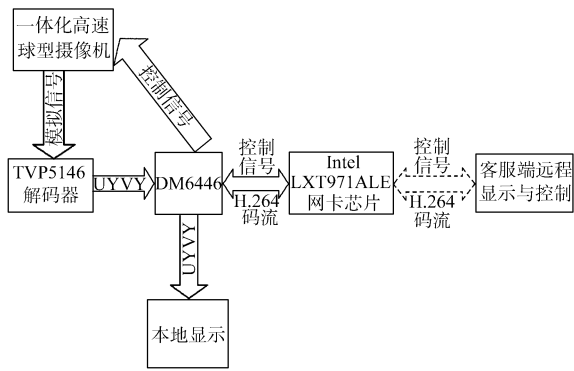 一体化高速
球型摄像机
模拟信号
控制信号
TVP5146
解码器
UYVY
DM6446
控制
信号
H.264
码流
Intel
LXT971ALE
网卡芯片
控制
信号
H.264
码流
客服端远程
显示与控制
UYVY
本地显示